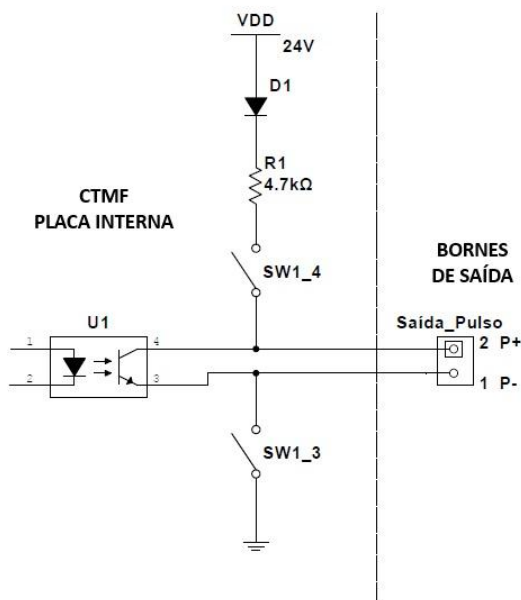 VDD
24V
D1
R1
4.7kΩ
CTMF
PLACA INTERNA
SW1_4
BORNES
DE SAÍDA
U1
Saída_Pulso
1
4
2 P+
2
3
1 P-
SW1_3